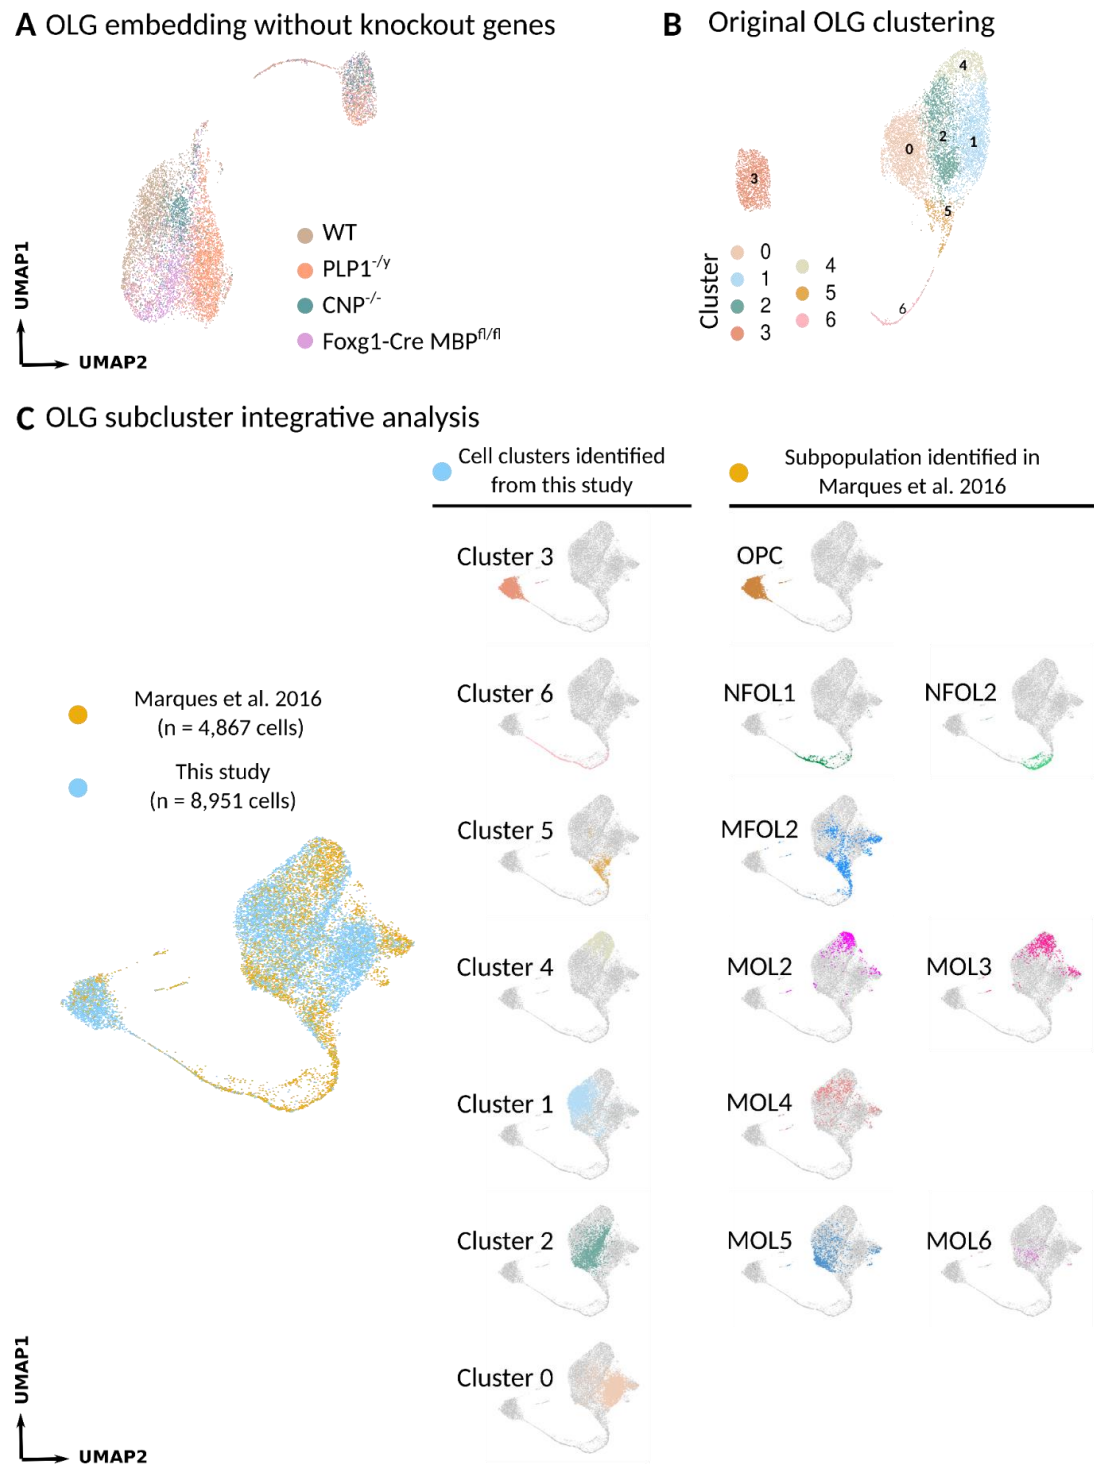 A OLG embedding without knockout genes
WT
PLP1-/y
CNP-/-
Foxg1-Cre MBPfl/fl
UMAP1
UMAP2
B Original OLG clustering
4
2
1
0
3
5
6
Cluster
0
1
2
3
4
5
6
C OLG subcluster integrative analysis
Marques et al. 2016
(n = 4,867 cells)
This study
(n = 8,951 cells)
Cell clusters identified
from this study
Subpopulation identified in
Marques et al. 2016
Cluster 3
OPC
Cluster 6
NFOL1
NFOL2
Cluster 5
MFOL2
Cluster 4
MOL2
MOL3
Cluster 1
MOL4
Cluster 2
MOL5
MOL6
Cluster 0
UMAP1
UMAP2